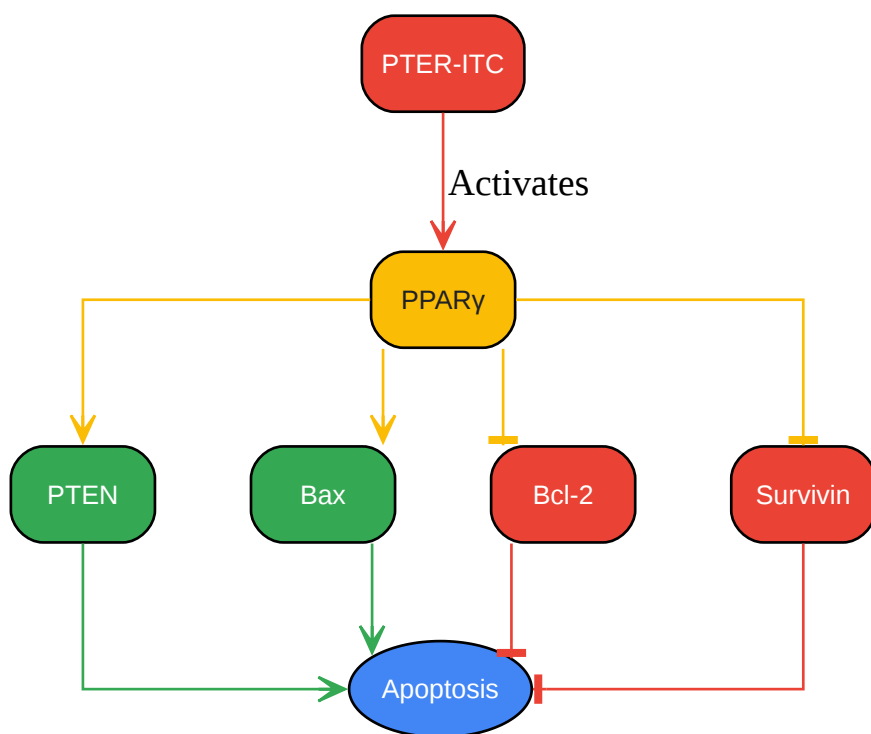 PTER-ITC
Activates
PPARγ
PTEN
Bax
Bcl-2
Survivin
Apoptosis